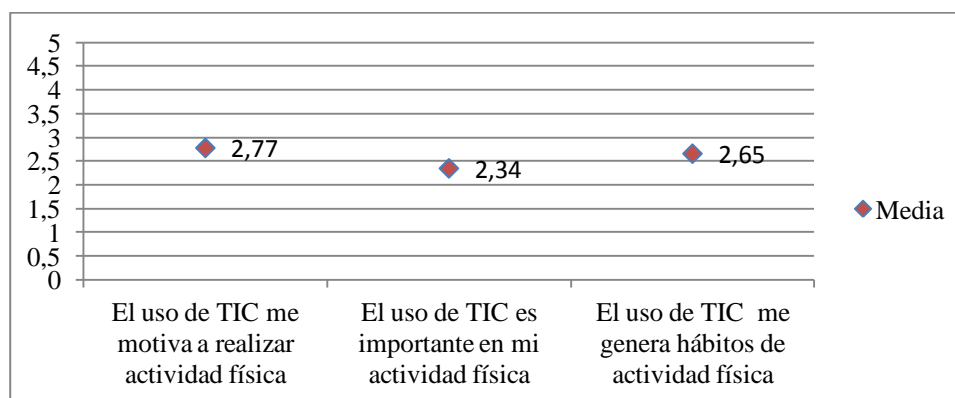 5
4,5
4
3,5
3
2,5
2
1,5
1
0,5
0
2,77
2,34
2,65
Media
El uso de TIC me
motiva a realizar
actividad física
El uso de TIC es
importante en mi
actividad física
El uso de TIC  me
genera hábitos de
actividad física